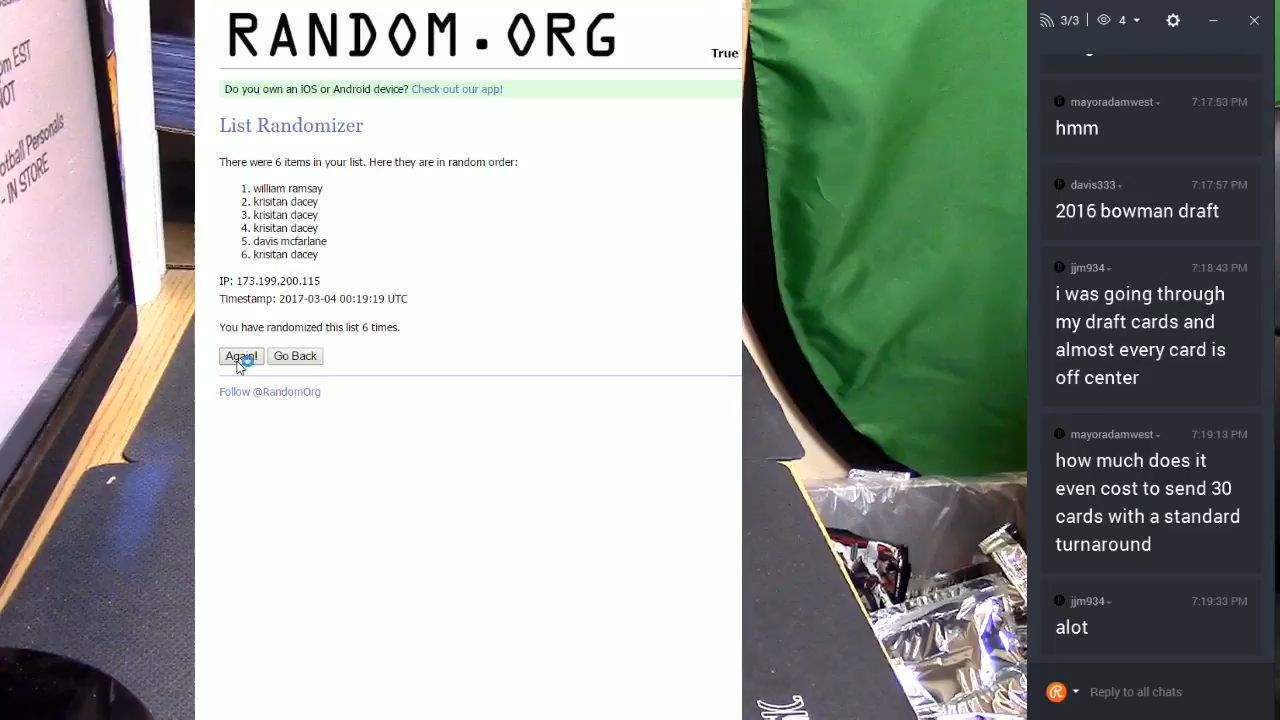 om EST
NOT
otball Personals
- IN STORE
RANDOM.ORG
True
Do you own an iOS or Android device? Check out our app!
List Randomizer
There were 6 items in your list. Here they are in random order:
1. william ramsay
2. krisitan dacey
3. krisitan dacey
4. krisitan dacey
5. davis mcfarlane
6. krisitan dacey
IP: 173.199.200.115
Timestamp: 2017-03-04 00:19:19 UTC
You have randomized this list 6 times.
Again! Go Back
Follow @RandomOrg
3/3 4
mayoradamwest 7:17:53 PM
hmm
davis333 7:17:57 PM
2016 bowman draft
jjm934 7:18:43 PM
i was going through
my draft cards and
almost every card is
off center
mayoradamwest 7:19:13 PM
how much does it
even cost to send 30
cards with a standard
turnaround
jjm934 7:19:33 PM
alot
Reply to all chats